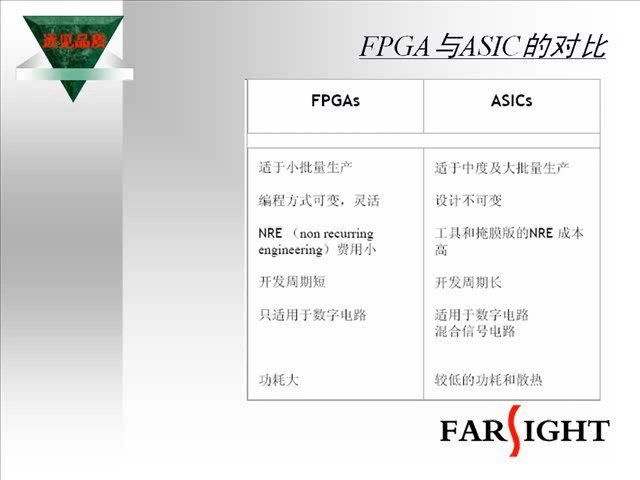 远见品质
FPGA与ASIC的对比
FPGAs
ASICs
适于小批量生产
适于中度及大批量生产
编程方式可变，灵活
设计不可变
NRE （non recurring
engineering）费用小
工具和掩膜版的NRE 成本
高
开发周期短
开发周期长
只适用于数字电路
适用于数字电路
混合信号电路
功耗大
较低的功耗和散热
FARSIGHT